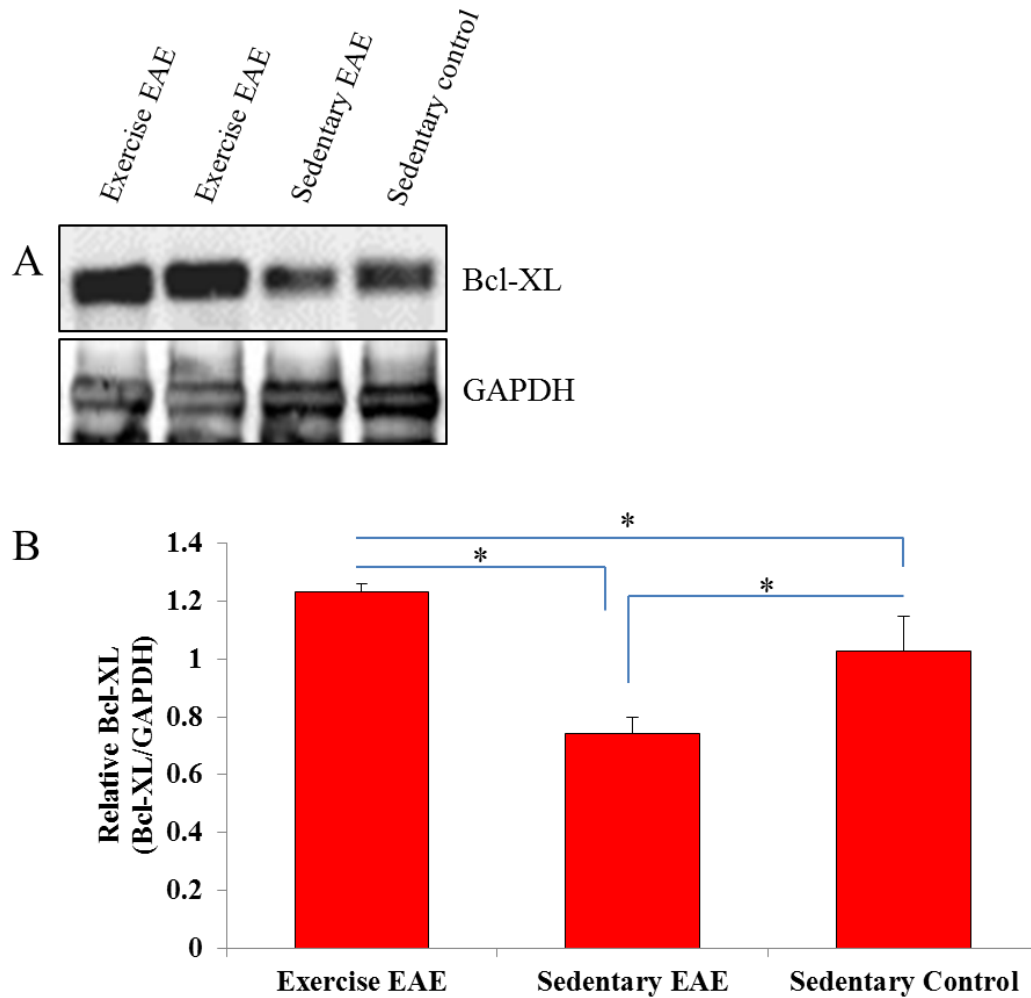 Exercise EAE
Exercise EAE
Sedentary EAE
Sedentary control
A
Bcl-XL
GAPDH
B
Relative Bcl-XL
(Bcl-XL/GAPDH)
1.4
1.2
1
0.8
0.6
0.4
0.2
0
*
*
*
Exercise EAE
Sedentary EAE
Sedentary Control